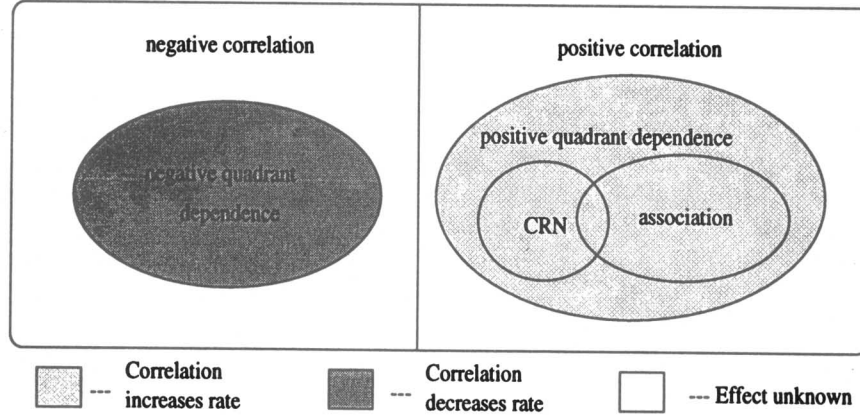 negative correlation
positive correlation
positive quadrant dependence
negative quadrant
dependence
CRN
association
--- Correlation
increases rate
--- Correlation
decreases rate
--- Effect unknown